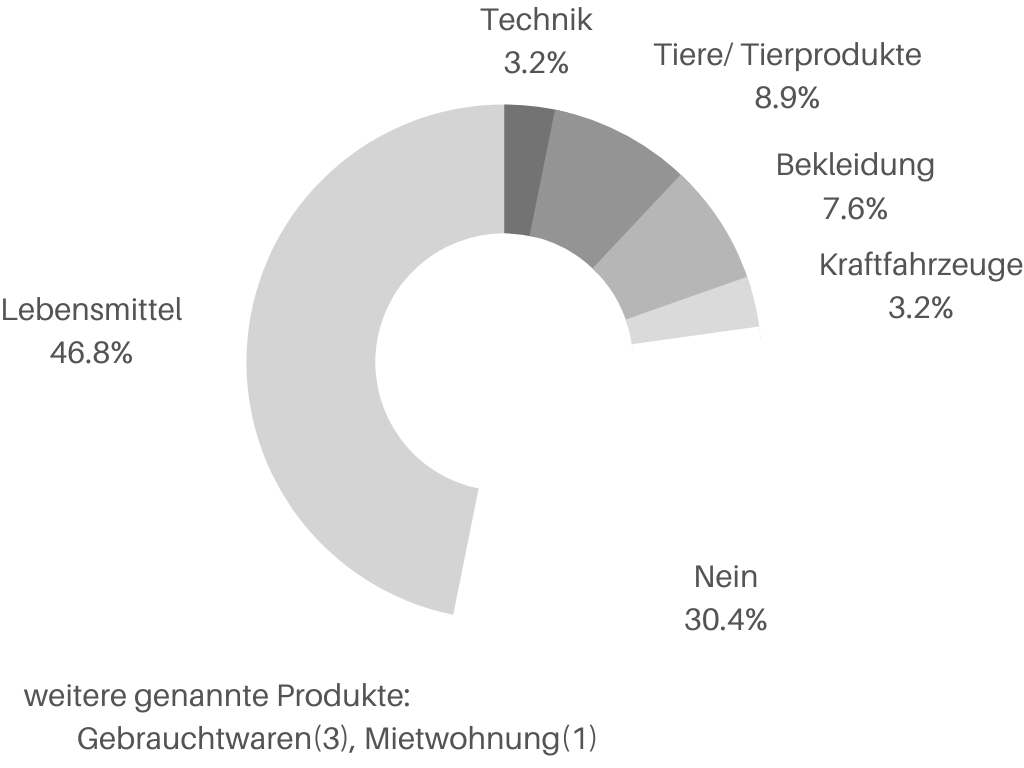 Technik
3.2%
Tiere/ Tierprodukte
8.9%
Bekleidung
7.6%
Kraftfahrzeuge
3.2%
Lebensmittel
46.8%
Nein
30.4%
weitere genannte Produkte:
Gebrauchtwaren(3), Mietwohnung(1)